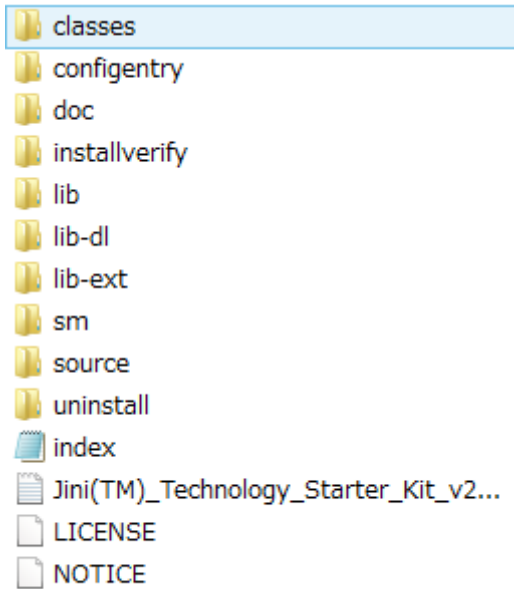 classes
configentry
doc
installverify
lib
lib-dl
lib-ext
sm
source
uninstall
index
Jini(TM)_Technology_Starter_Kit_v2...
LICENSE
NOTICE